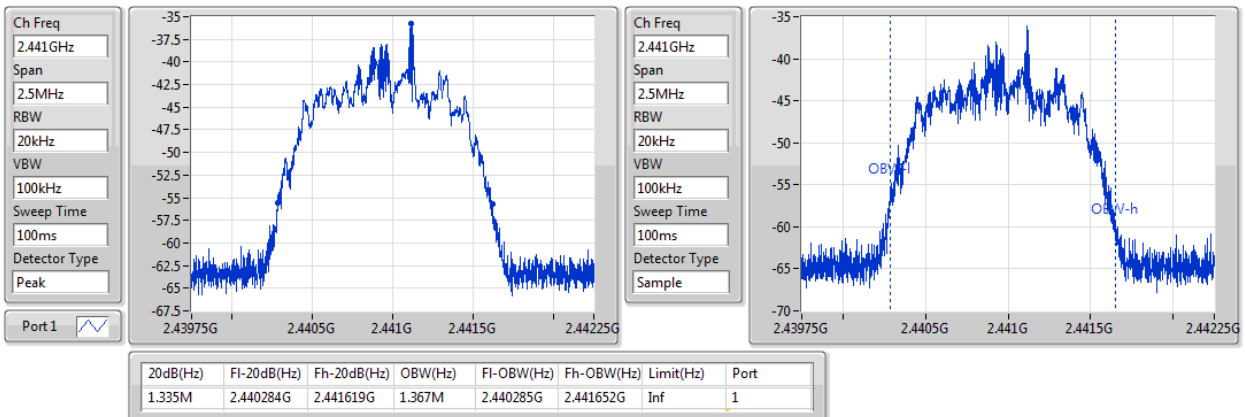 Ch Freq
2.441GHz
Span
2.5MHz
RBW
20kHz
VBW
100kHz
Sweep Time
100ms
Detector Type
Peak
Port 1
-35
-37.5
-40
-42.5
-45
-47.5
-50
-52.5
-55
-57.5
-60
-62.5
-65
-67.5
2.43975G 2.4405G 2.441G 2.4415G 2.44225G
Ch Freq
2.441GHz
Span
2.5MHz
RBW
20kHz
VBW
100kHz
Sweep Time
100ms
Detector Type
Sample
-35
-40
-45
-50
-55
-60
-65
-70
OBW-l
OBW-h
2.43975G 2.4405G 2.441G 2.4415G 2.44225G
20dB(Hz) Fl-20dB(Hz) Fh-20dB(Hz) OBW(Hz) Fl-OBW(Hz) Fh-OBW(Hz) Limit(Hz) Port
1.335M 2.440284G 2.441619G 1.367M 2.440285G 2.441652G Inf 1